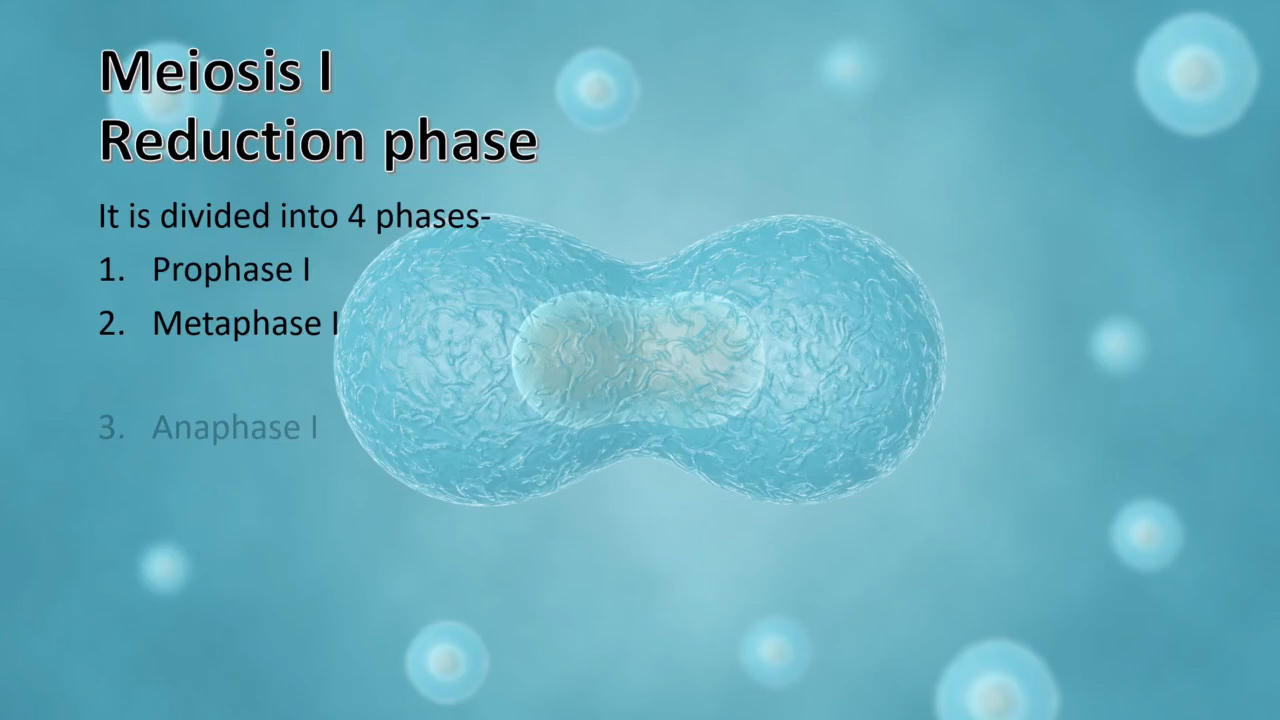 Meiosis I
Reduction phase
It is divided into 4 phases-
1. Prophase I
2. Metaphase I
3. Anaphase I